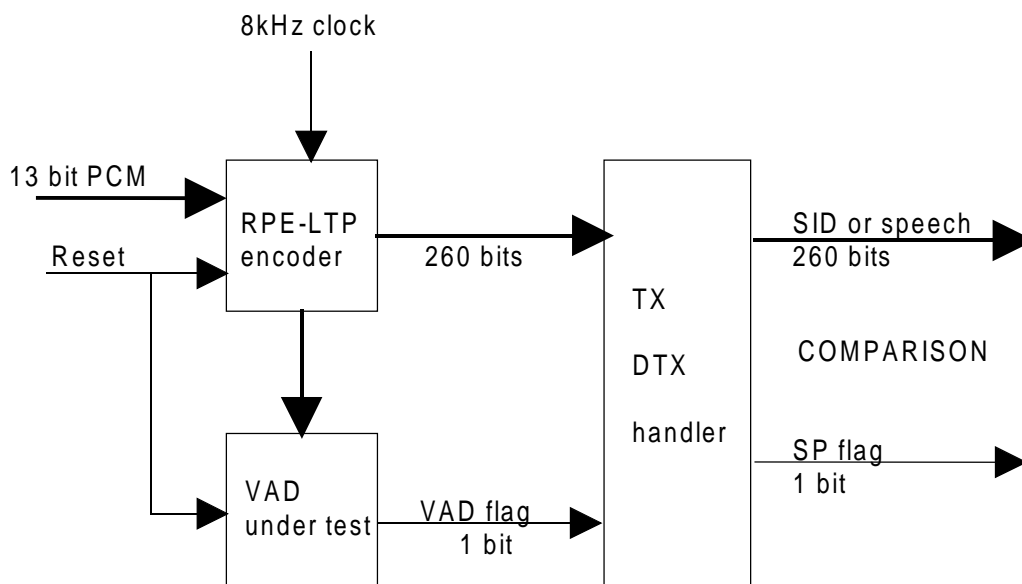 8kHz clock
13 bit PCM
RPE-LTP
encoder
Reset
260 bits
SID or speech
260 bits
TX
DTX
handler
COMPARISON
VAD
under test
VAD flag
1 bit
SP flag
1 bit